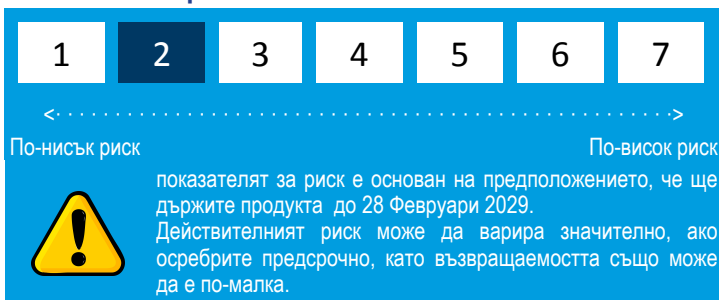 1 2 3 4 5 6 7
По-нисък риск По-висок риск
показателят за риск е основан на предположението, че ще
държите продукта до 28 Февруари 2029.
Действителният риск може да варира значително, ако
осребрите предсрочно, като възвращаемостта също може
да е по-малка.